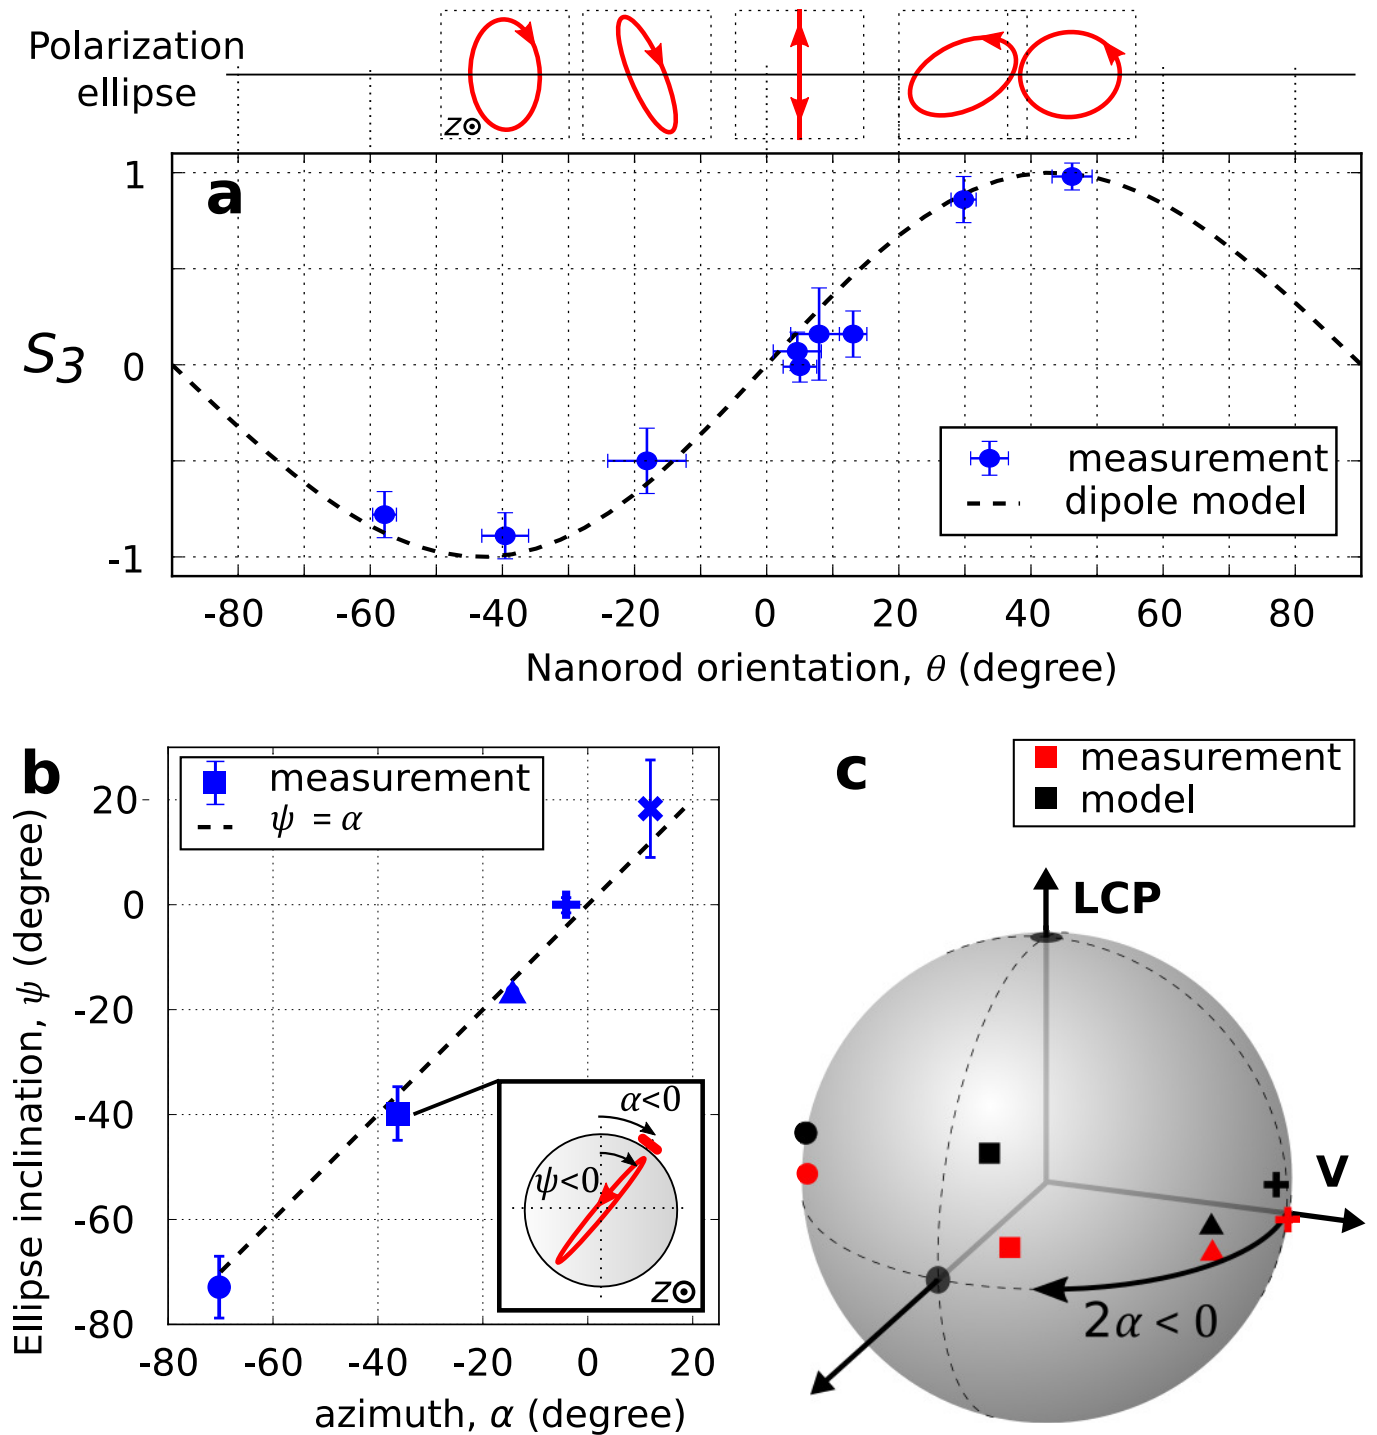 Polarization
ellipse
z⊙
a
1
0
-1
S3
measurement
dipole model
-80 -60 -40 -20 0 20 40 60 80
Nanorod orientation, θ (degree)
b
measurement
ψ = α
20
0
-20
-40
-60
-80
Ellipse inclination, ψ (degree)
α<0
ψ<0
z⊙
-80 -60 -40 -20 0 20
azimuth, α (degree)
c
measurement
model
LCP
V
2α < 0